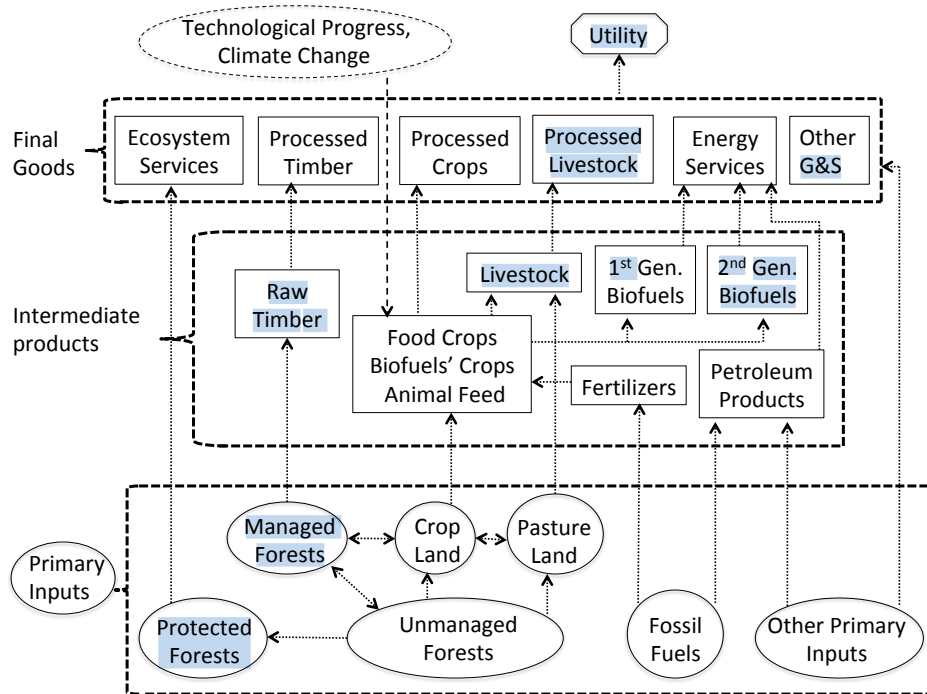 Technological Progress,
Climate Change
Utility
Final
Goods
Ecosystem
Services
Processed
Timber
Processed
Crops
Processed
Livestock
Energy
Services
Other
G&S
Intermediate
products
Raw
Timber
Livestock
1st Gen.
Biofuels
2nd Gen.
Biofuels
Food Crops
Biofuels’ Crops
Animal Feed
Fertilizers
Petroleum
Products
Primary
Inputs
Managed
Forests
Crop
Land
Pasture
Land
Protected
Forests
Unmanaged
Forests
Fossil
Fuels
Other Primary
Inputs